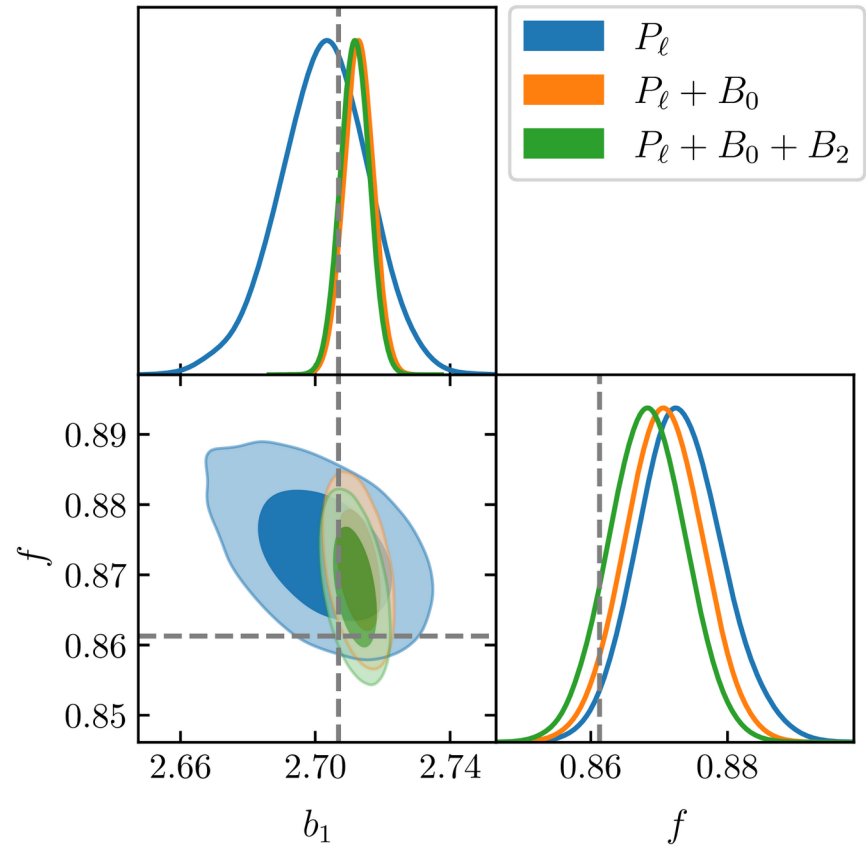 P_ℓ
P_ℓ + B_0
P_ℓ + B_0 + B_2
0.89
0.88
0.87
0.86
0.85
f
2.66 2.70 2.74
b_1
0.86 0.88
f